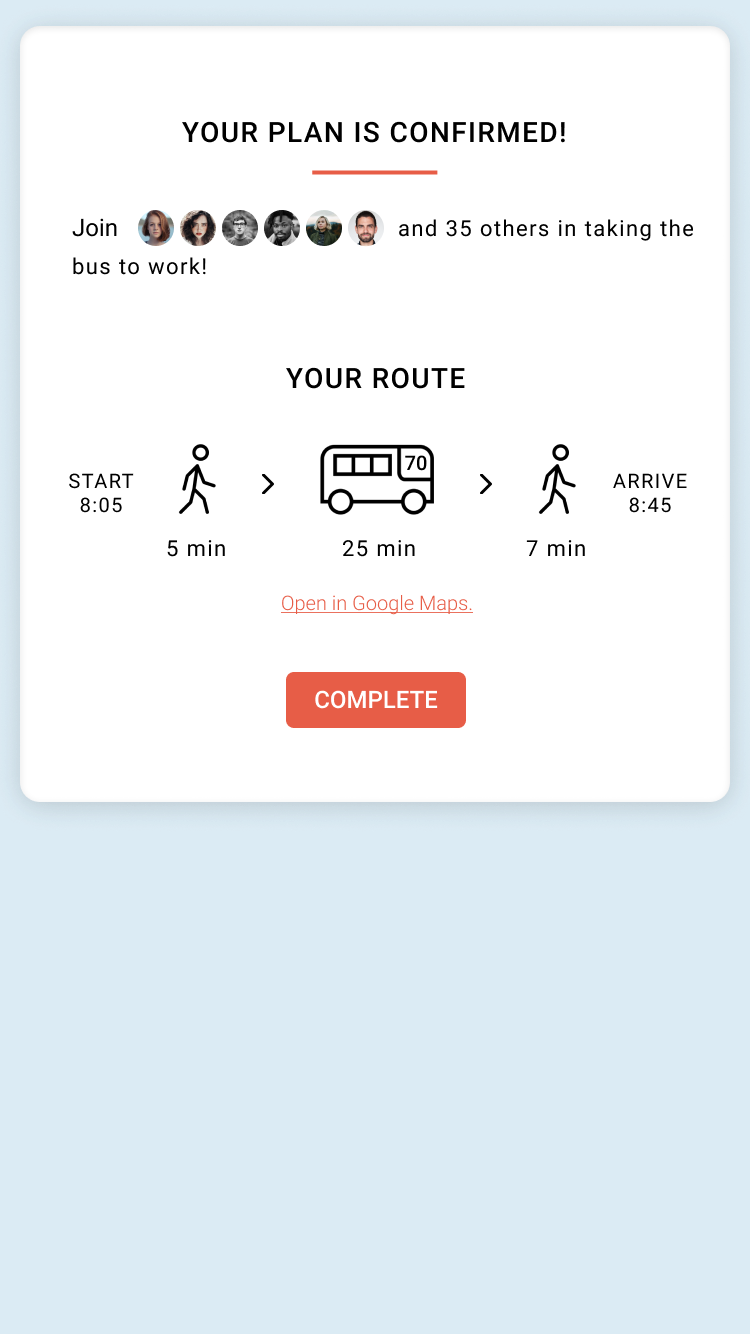 YOUR PLAN IS CONFIRMED!
Join and 35 others in taking the
bus to work!
YOUR ROUTE
START
8:05
70
ARRIVE
8:45
5 min
25 min
7 min
Open in Google Maps.
COMPLETE